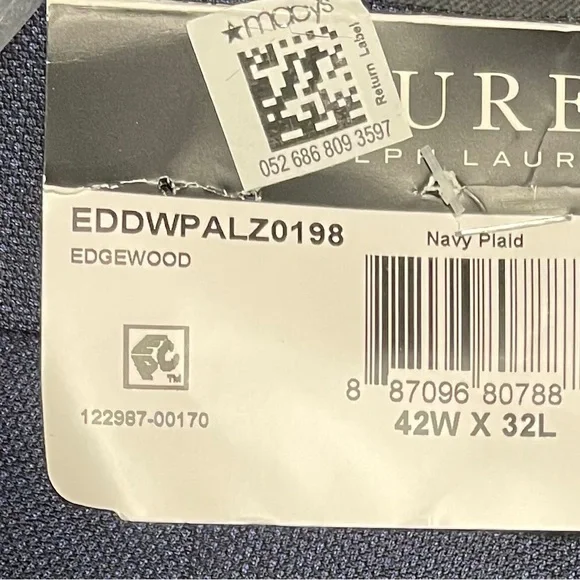 ★macys
Return Label
052 686 809 3597
URE
LPH LAUR
EDDWPALZ0198
EDGEWOOD
Navy Plaid
8 87096 80788
TM
122987-00170
42W X 32L